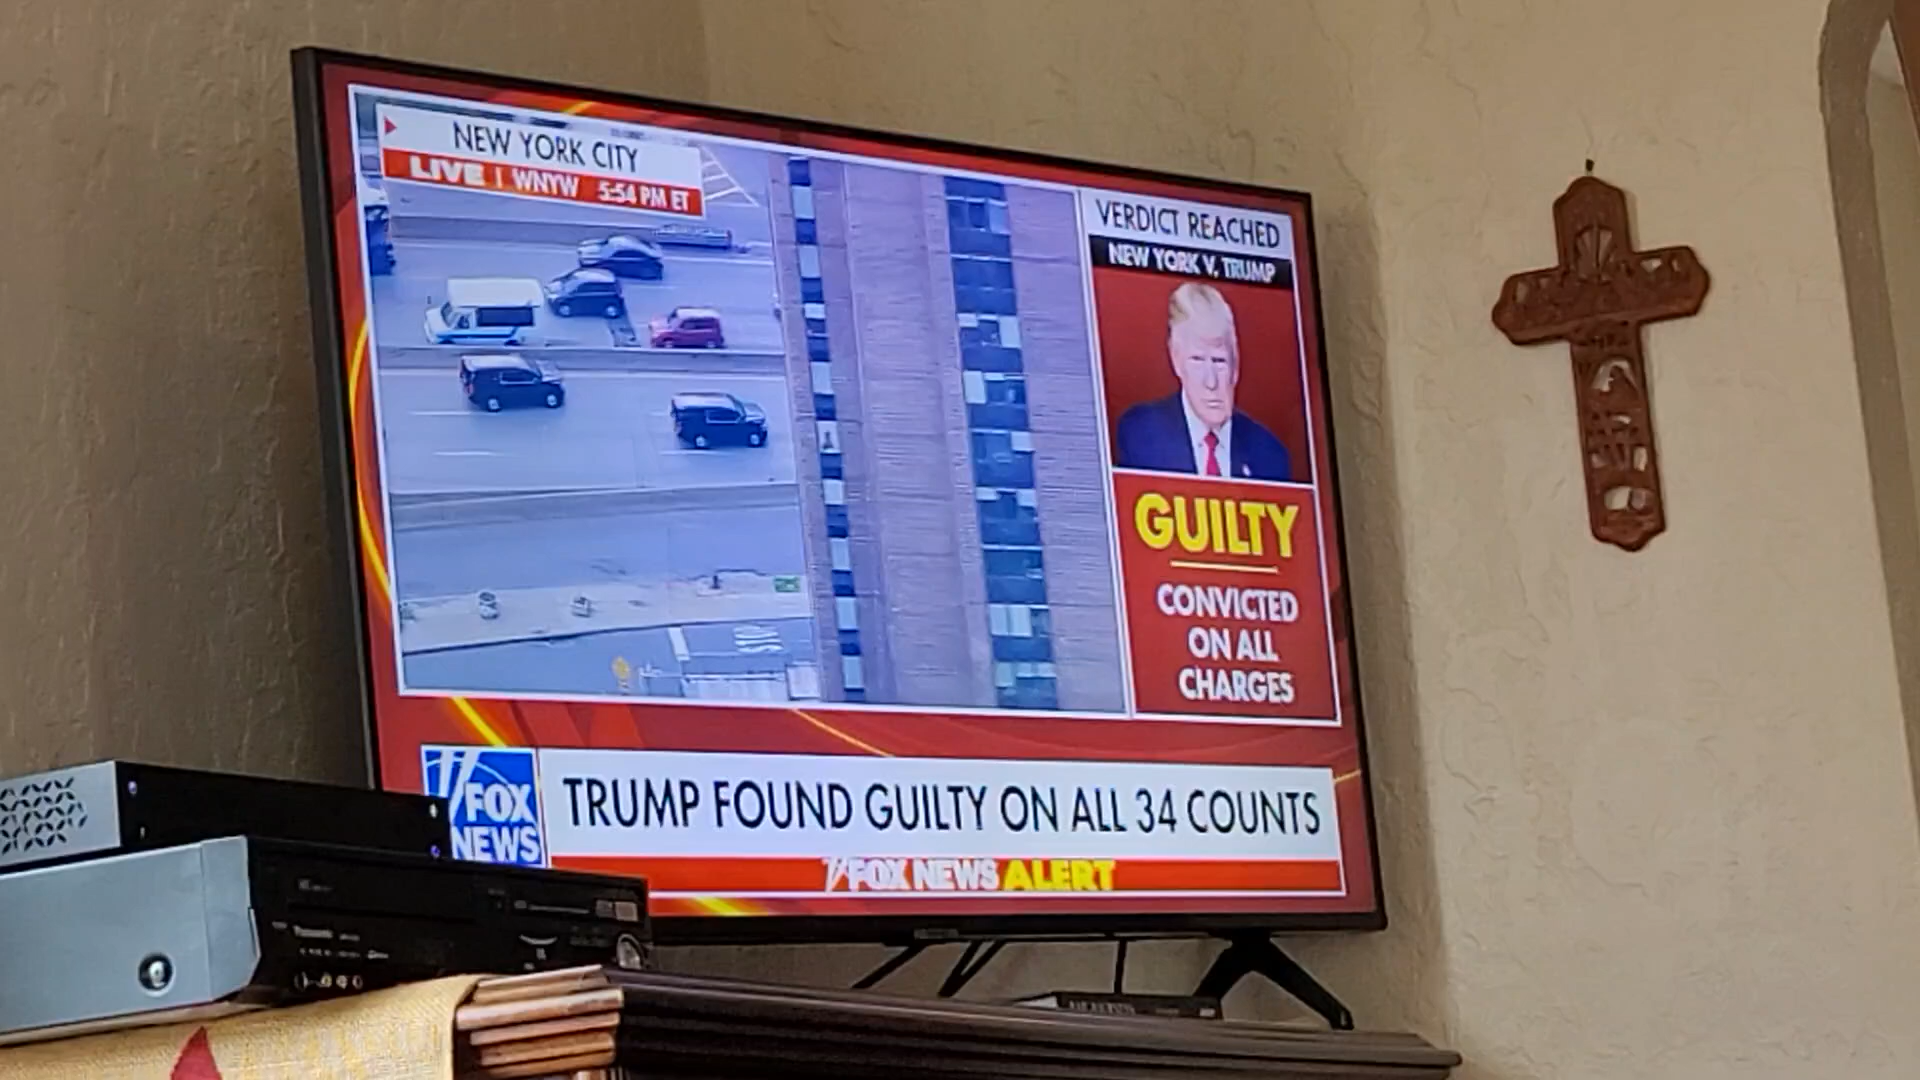 NEW YORK CITY
LIVE | WNYW 5:54 PM ET
VERDICT REACHED
NEW YORK V. TRUMP
GUILTY
CONVICTED
ON ALL
CHARGES
FOX
NEWS
TRUMP FOUND GUILTY ON ALL 34 COUNTS
FOX NEWS ALERT